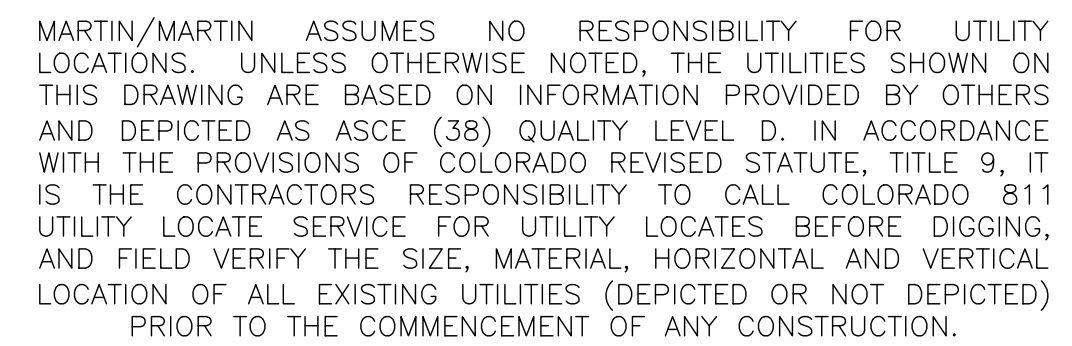 MARTIN/MARTIN ASSUMES NO RESPONSIBILITY FOR UTILITY
LOCATIONS. UNLESS OTHERWISE NOTED, THE UTILITIES SHOWN ON
THIS DRAWING ARE BASED ON INFORMATION PROVIDED BY OTHERS
AND DEPICTED AS ASCE (38) QUALITY LEVEL D. IN ACCORDANCE
WITH THE PROVISIONS OF COLORADO REVISED STATUTE, TITLE 9, IT
IS THE CONTRACTORS RESPONSIBILITY TO CALL COLORADO 811
UTILITY LOCATE SERVICE FOR UTILITY LOCATES BEFORE DIGGING,
AND FIELD VERIFY THE SIZE, MATERIAL, HORIZONTAL AND VERTICAL
LOCATION OF ALL EXISTING UTILITIES (DEPICTED OR NOT DEPICTED)
PRIOR TO THE COMMENCEMENT OF ANY CONSTRUCTION.